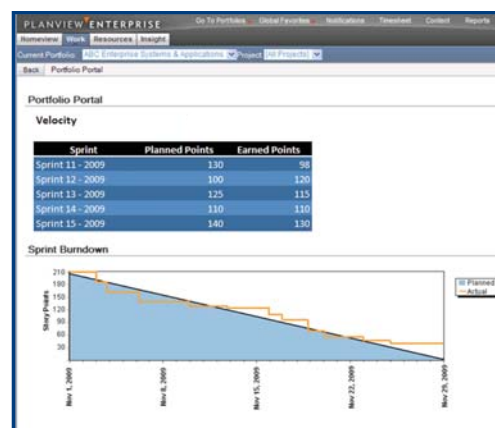 PLANVIEW ENTERPRISE
Go To Portfolios Global Favorites Notifications Timesheet Content Reports
Homeview Work Resources Insight
Current Portfolio: ABC Enterprise Systems & Applications Project: (All Projects)
Back Portfolio Portal
Portfolio Portal
Velocity
Sprint Planned Points Earned Points
Sprint 11 - 2009 130 98
Sprint 12 - 2009 100 120
Sprint 13 - 2009 125 115
Sprint 14 - 2009 110 110
Sprint 15 - 2009 140 130
Sprint Burndown
Story Points
210
180
150
120
90
60
30
Planned
Actual
Nov 1, 2009
Nov 8, 2009
Nov 15, 2009
Nov 22, 2009
Nov 29, 2009